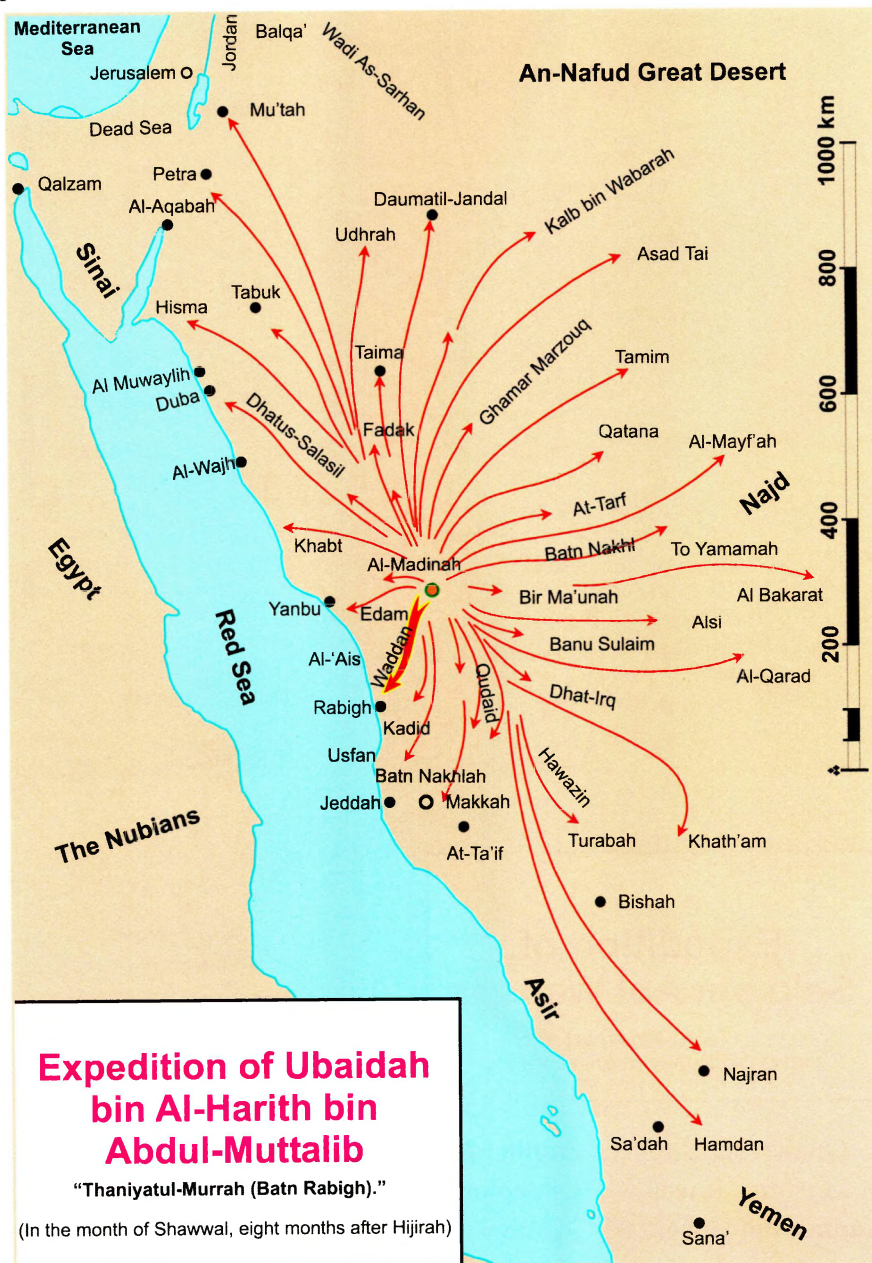 Mediterranean
Sea
Jordan
Balqa'
Wadi As-Sarhan
An-Nafud Great Desert
Jerusalem
Mu'tah
Dead Sea
1000 km
Petra
Qalzam
Kalb bin Wabarah
Al-Aqabah
Daumatil-Jandal
Udhrah
Sinai
Asad Tai
800
Tabuk
Hisma
Taima
Ghamar Marzouq
Tamim
Al Muwaylih
Duba
600
Dhatus-Salasil
Fadak
Qatana
Al-Mayf'ah
Al-Wajh
Najd
At-Tarf
400
Khabt
Batn Nakhl
To Yamamah
Egypt
Al-Madinah
Bir Ma'unah
Al Bakarat
Yanbu
Edam
Alsi
Red Sea
Waddan
Banu Sulaim
200
Al-'Ais
Qudaid
Al-Qarad
Dhat-Irq
Rabigh
Kadid
Usfan
Hawazin
Batn Nakhlah
Jeddah
Makkah
The Nubians
At-Ta'if
Turabah
Khath'am
Bishah
Asir
Najran
Sa'dah
Hamdan
Yemen
Sana'
Expedition of Ubaidah
bin Al-Harith bin
Abdul-Muttalib
“Thaniyatul-Murrah (Batn Rabigh).”
(In the month of Shawwal, eight months after Hijirah)